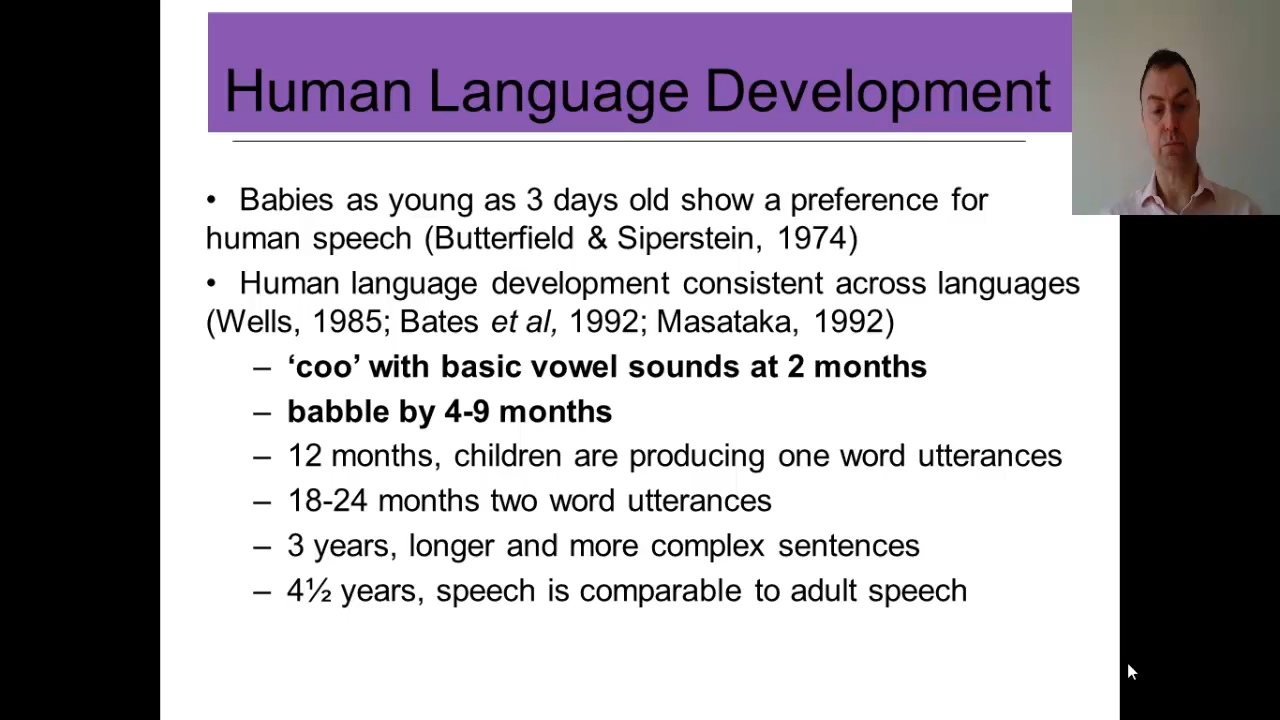 Human Language Development
• Babies as young as 3 days old show a preference for
human speech (Butterfield & Siperstein, 1974)
• Human language development consistent across languages
(Wells, 1985; Bates et al, 1992; Masataka, 1992)
– ‘coo’ with basic vowel sounds at 2 months
– babble by 4-9 months
– 12 months, children are producing one word utterances
– 18-24 months two word utterances
– 3 years, longer and more complex sentences
– 4½ years, speech is comparable to adult speech